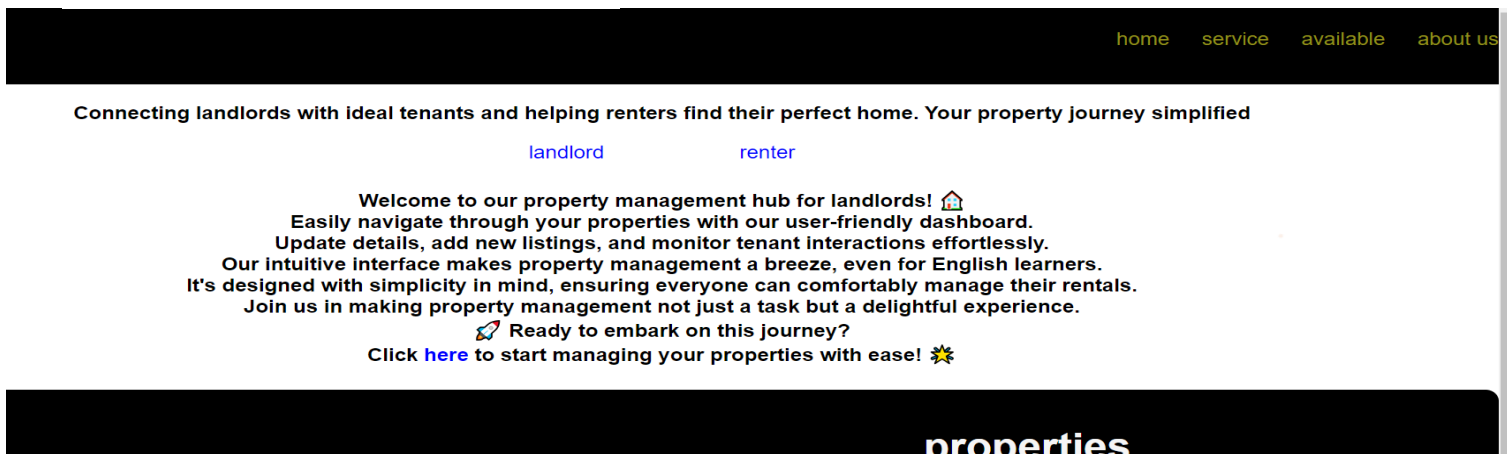 home service available about us
Connecting landlords with ideal tenants and helping renters find their perfect home. Your property journey simplified
landlord renter
Welcome to our property management hub for landlords! 🏠
Easily navigate through your properties with our user-friendly dashboard.
Update details, add new listings, and monitor tenant interactions effortlessly.
Our intuitive interface makes property management a breeze, even for English learners.
It's designed with simplicity in mind, ensuring everyone can comfortably manage their rentals.
Join us in making property management not just a task but a delightful experience.
🚀 Ready to embark on this journey?
Click here to start managing your properties with ease! 🌟
properties